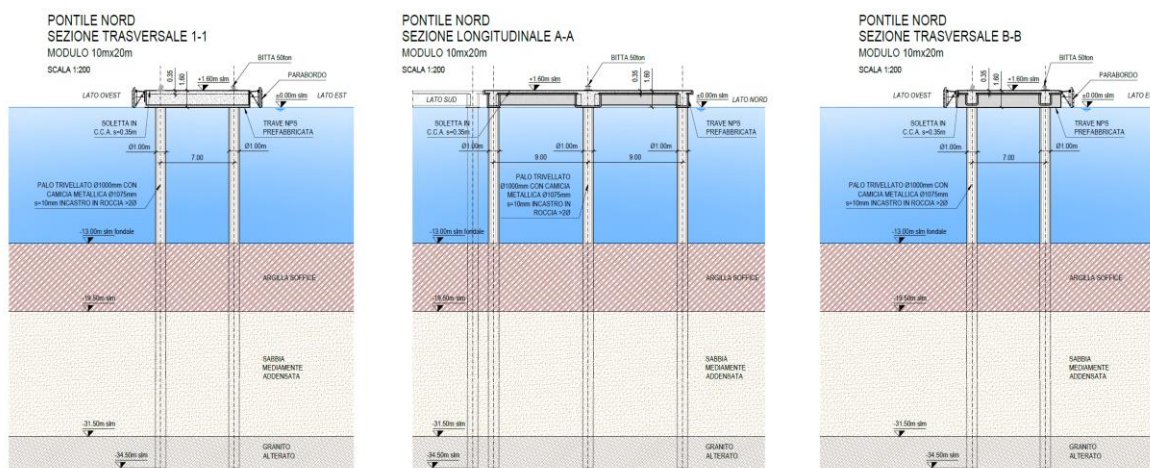 PONTILE NORD
SEZIONE TRASVERSALE 1-1
MODULO 10mx20m
SCALA 1:200
BITTA 50ton
PARABORDO
0.35
1.60
+1.60m slm
±0.00m slm
LATO OVEST
LATO EST
SOLETTA IN
C.C.A. s=0.35m
TRAVE NPS
PREFABBRICATA
Ø1.00m
Ø1.00m
7.00
PALO TRIVELLATO Ø1000mm CON
CAMICIA METALLICA Ø1075mm
s=10mm INCASTRO IN ROCCIA >2Ø
-13.00m slm fondale
ARGILLA SOFFICE
-19.50m slm
SABBIA
MEDIAMENTE
ADDENSATA
-31.50m slm
GRANITO
ALTERATO
-34.50m slm
PONTILE NORD
SEZIONE LONGITUDINALE A-A
MODULO 10mx20m
SCALA 1:200
BITTA 50ton
+1.60m slm
0.35
1.60
±0.00m slm
LATO SUD
LATO NORD
SOLETTA IN
C.C.A. s=0.35m
TRAVE NPS
PREFABBRICATA
Ø1.00m
Ø1.00m
Ø1.00m
9.00
9.00
PALO TRIVELLATO
Ø1000mm CON CAMICIA
METALLICA Ø1075mm
s=10mm INCASTRO IN
ROCCIA >2Ø
-13.00m slm fondale
ARGILLA SOFFICE
-19.50m slm
SABBIA
MEDIAMENTE
ADDENSATA
-31.50m slm
GRANITO
ALTERATO
-34.50m slm
PONTILE NORD
SEZIONE TRASVERSALE B-B
MODULO 10mx20m
SCALA 1:200
BITTA 50ton
PARABORDO
0.35
1.60
+1.60m slm
±0.00m slm
LATO OVEST
LATO E
SOLETTA IN
C.C.A. s=0.35m
TRAVE NPS
PREFABBRICATA
Ø1.00m
Ø1.00m
7.00
PALO TRIVELLATO Ø1000mm CON
CAMICIA METALLICA Ø1075mm
s=10mm INCASTRO IN ROCCIA >2Ø
-13.00m slm fondale
ARGILLA SOFFICE
-19.50m slm
SABBIA
MEDIAMENTE
ADDENSATA
-31.50m slm
GRANITO
ALTERATO
-34.50m slm